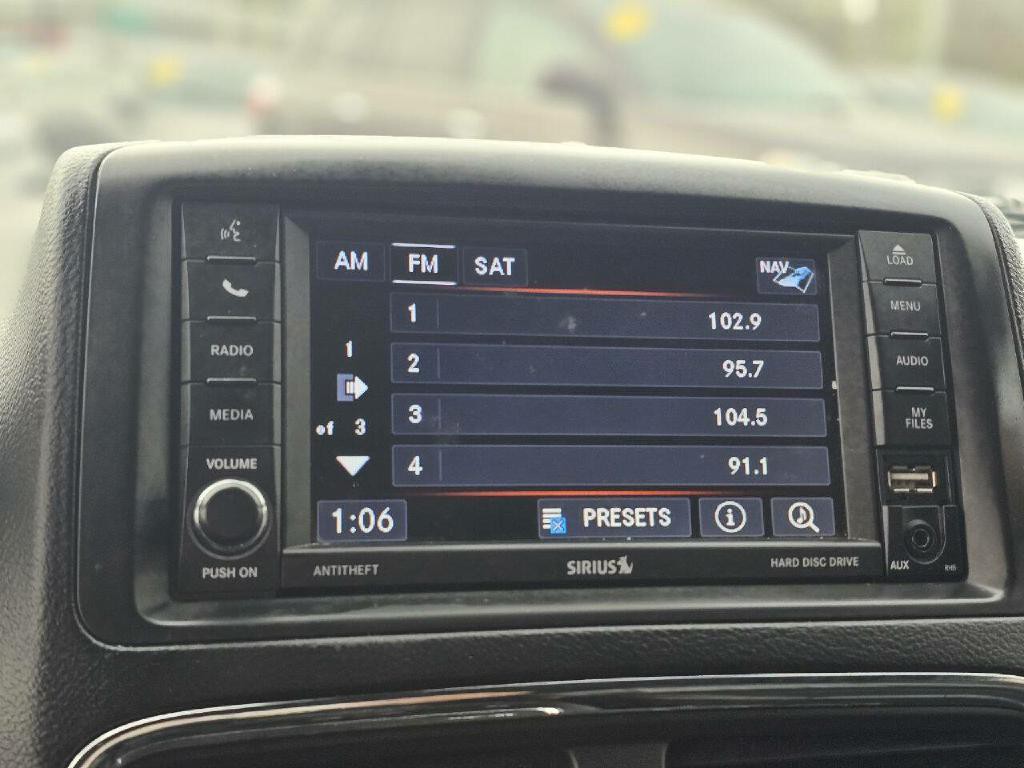 AM FM SAT NAV
1 102.9
2 95.7
3 104.5
4 91.1
1
of 3
1:06 PRESETS
RADIO
MEDIA
VOLUME
PUSH ON
ANTITHEFT SIRIUS HARD DISC DRIVE
LOAD
MENU
AUDIO
MY
FILES
AUX RH5